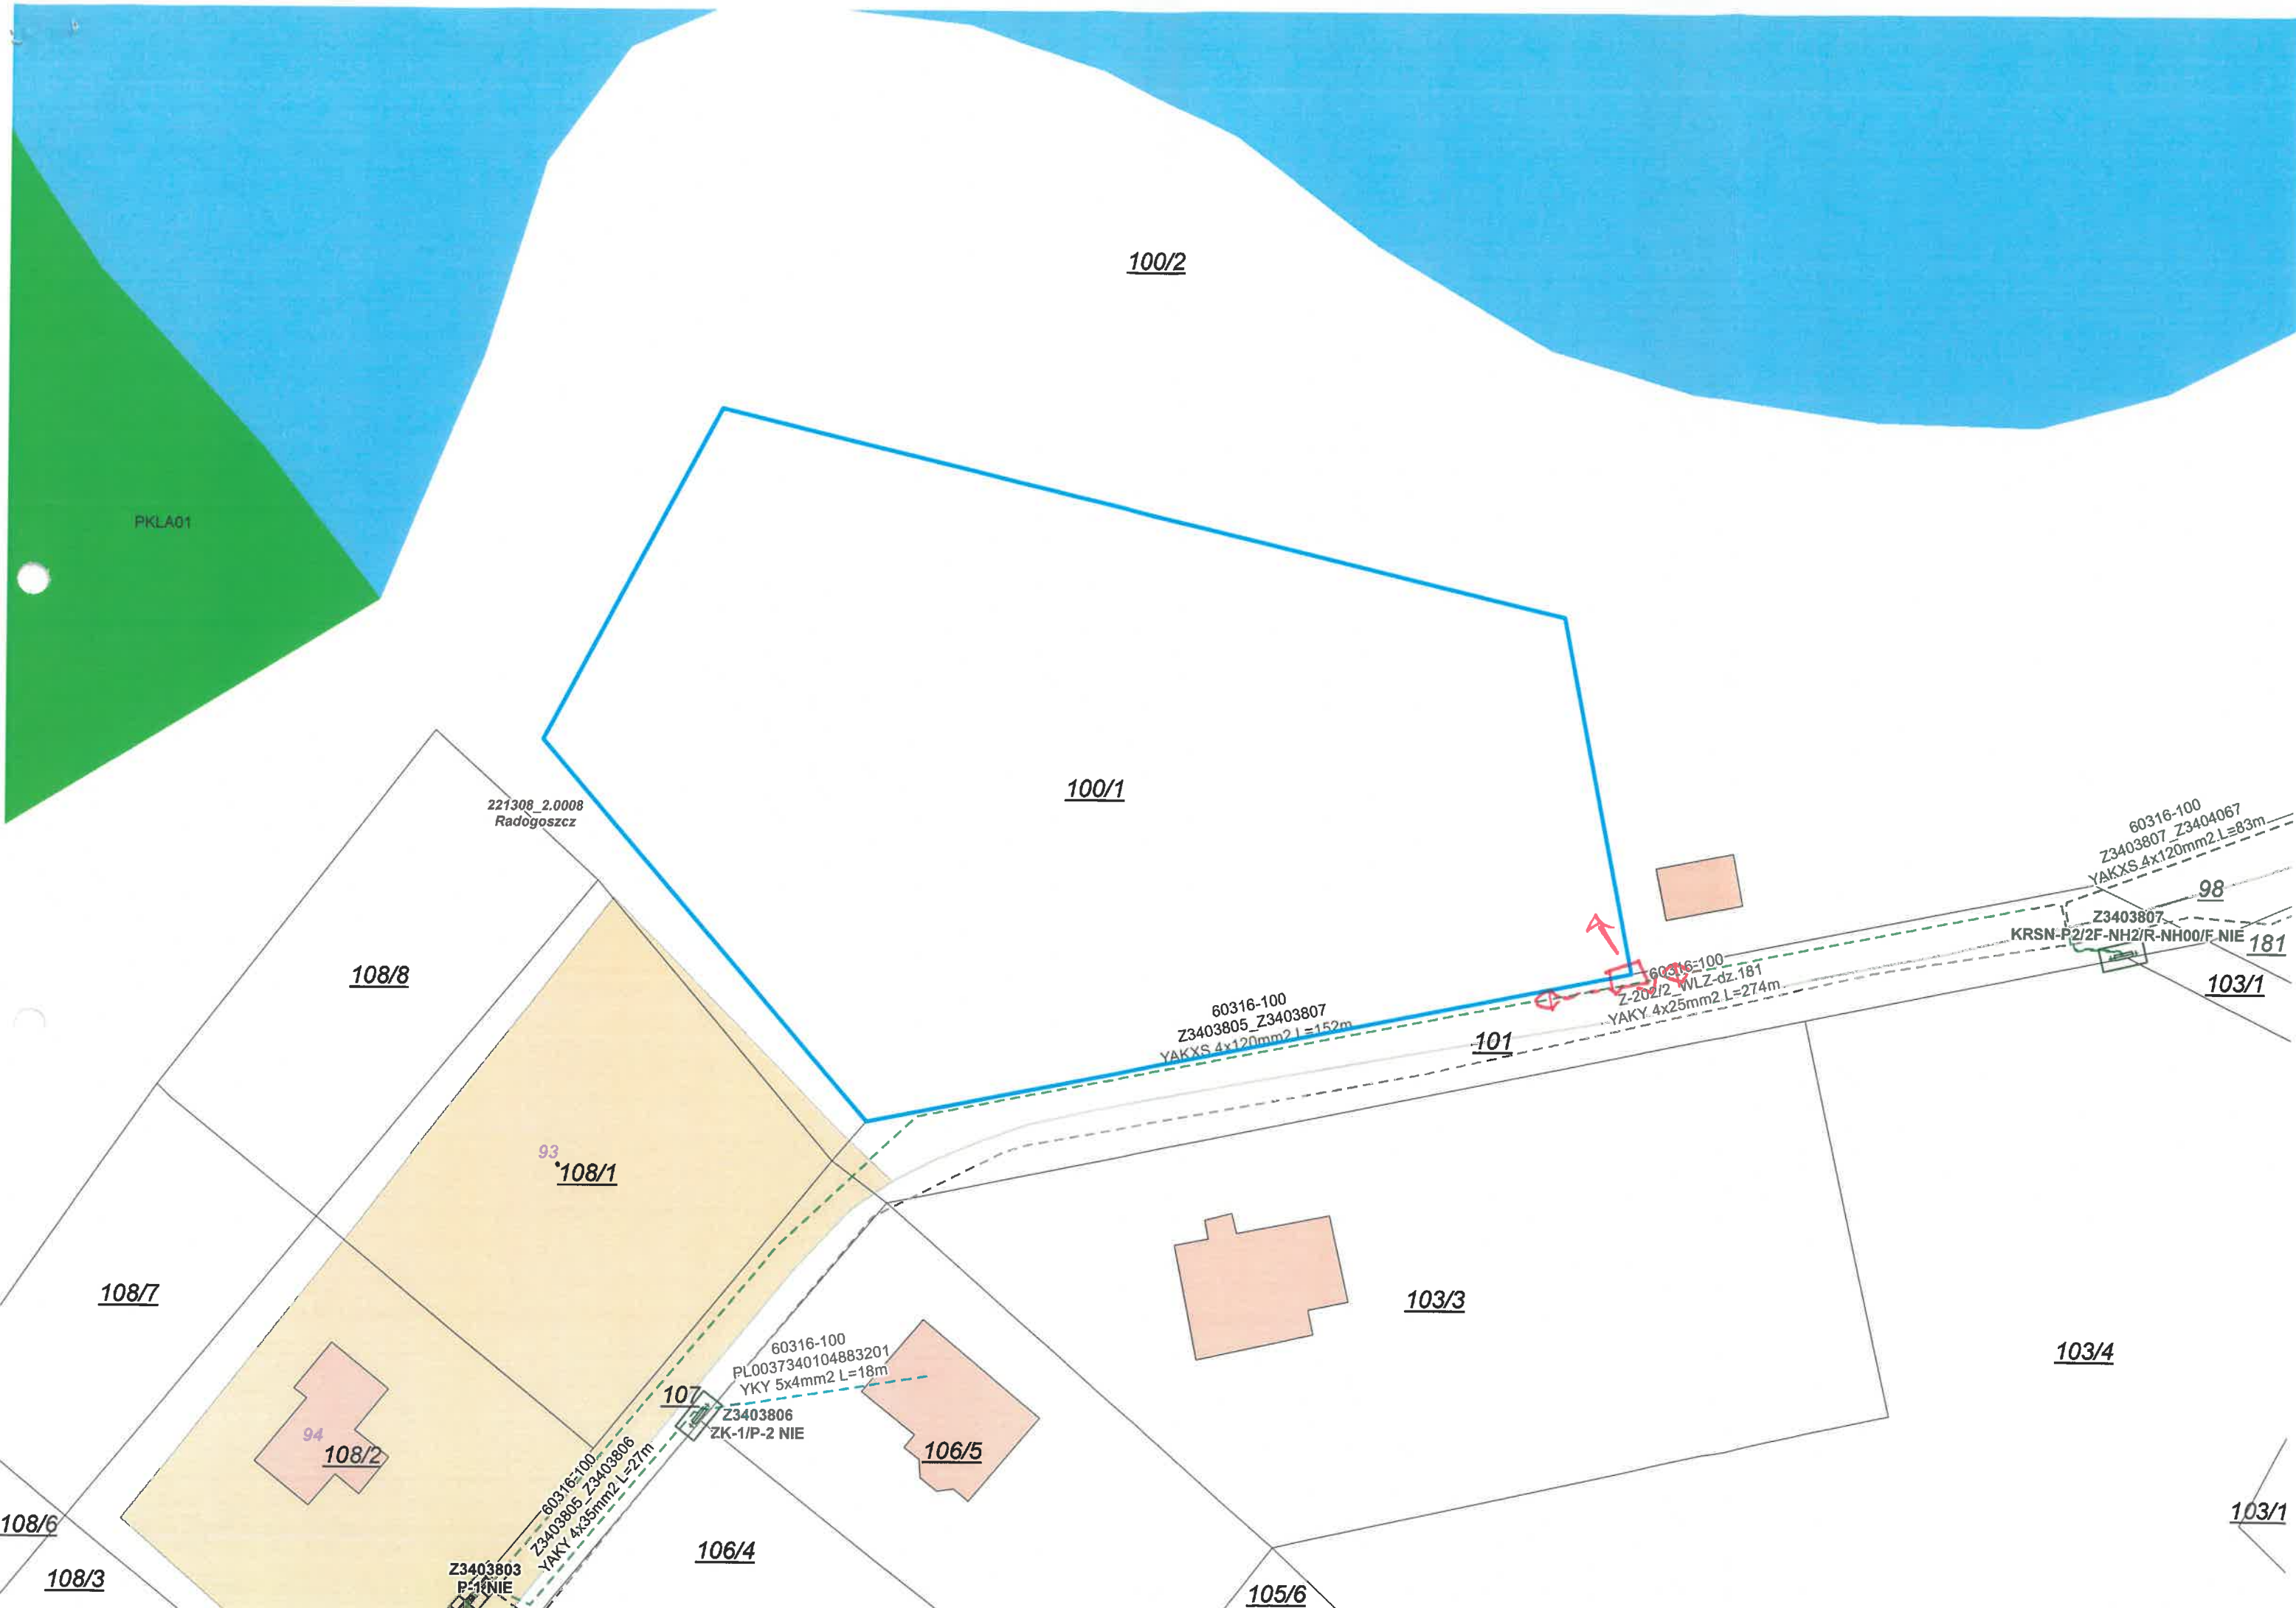 100/2
PKLA01
100/1
221308_2.0008
Radogoszcz
60316-100
Z3403807_Z3404067
YAKXS 4x120mm2 L=83m
98
Z3403807
KRSN-P2/2F-NH2/R-NH00/F NIE
181
103/1
108/8
60316-100
Z-202/2_WLZ-dz.181
YAKY 4x25mm2 L=274m
60316-100
Z3403805_Z3403807
YAKXS 4x120mm2 L=152m
101
93
108/1
108/7
103/3
103/4
60316-100
PL0037340104883201
YKY 5x4mm2 L=18m
107
Z3403806
ZK-1/P-2 NIE
94
108/2
106/5
60316-100
Z3403805_Z3403806
YAKY 4x35mm2 L=27m
108/6
103/1
106/4
Z3403803
P-1 NIE
108/3
105/6